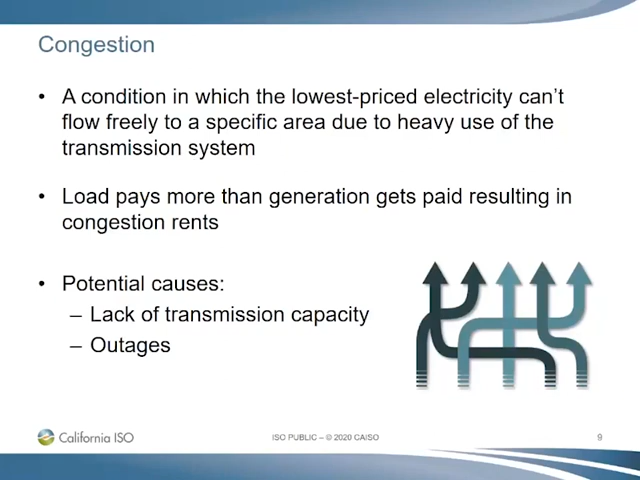 Congestion
• A condition in which the lowest-priced electricity can't
flow freely to a specific area due to heavy use of the
transmission system
• Load pays more than generation gets paid resulting in
congestion rents
• Potential causes:
– Lack of transmission capacity
– Outages
California ISO
ISO PUBLIC – © 2020 CAISO
9